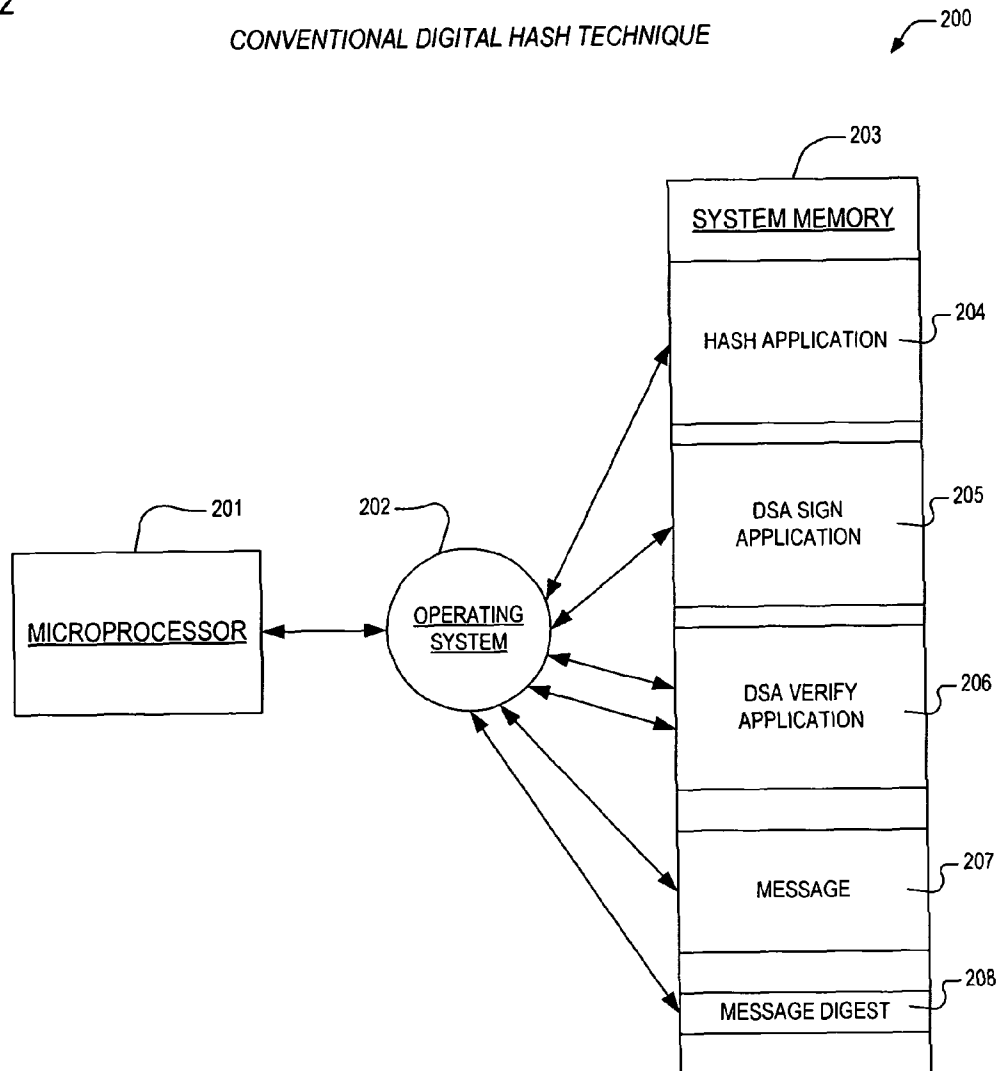 2
CONVENTIONAL DIGITAL HASH TECHNIQUE
200
203
SYSTEM MEMORY
HASH APPLICATION
204
DSA SIGN
APPLICATION
205
201
MICROPROCESSOR
202
OPERATING
SYSTEM
DSA VERIFY
APPLICATION
206
MESSAGE
207
MESSAGE DIGEST
208